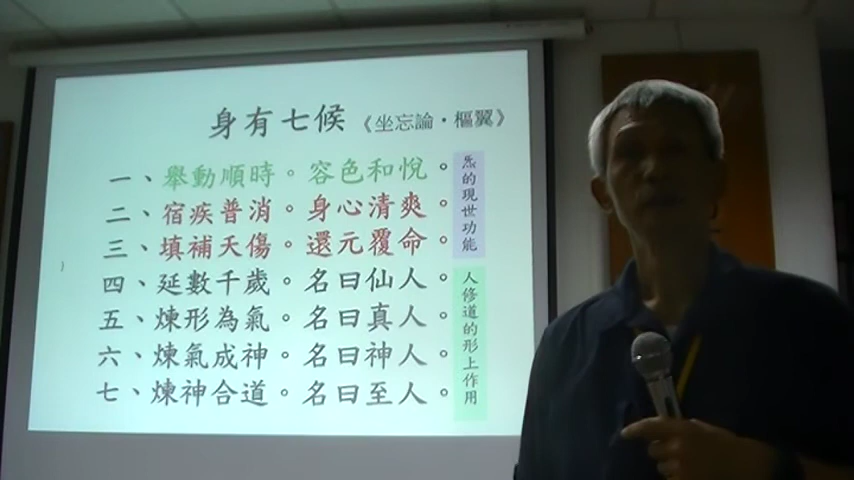 身有七候 《坐忘論・樞翼》
一、舉動順時。容色和悅。
二、宿疾普消。身心清爽。
三、填補天傷。還元覆命。
四、延數千歲。名曰仙人。
五、煉形為氣。名曰真人。
六、煉氣成神。名曰神人。
七、煉神合道。名曰至人。
炁的現世功能
人修道的形上作用